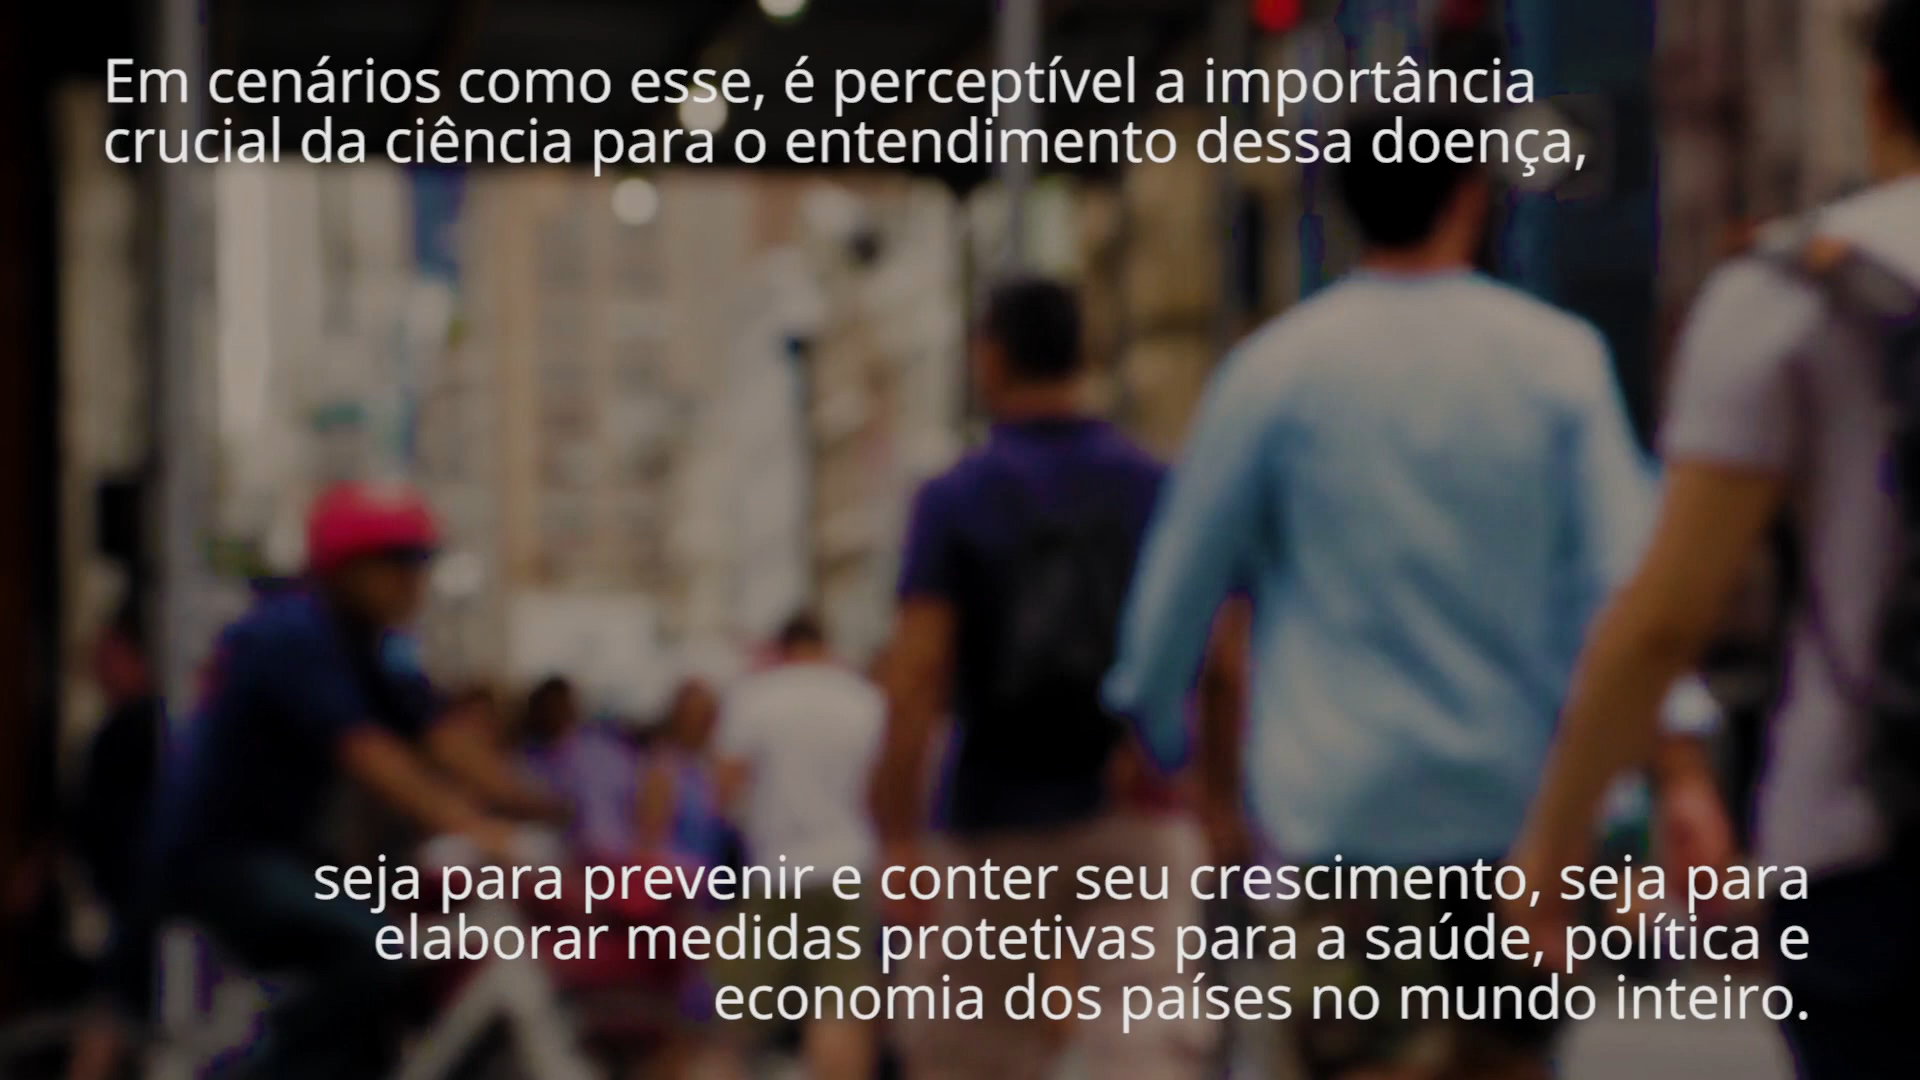 Em cenários como esse, é perceptível a importância
crucial da ciência para o entendimento dessa doença,
seja para prevenir e conter seu crescimento, seja para
elaborar medidas protetivas para a saúde, política e
economia dos países no mundo inteiro.